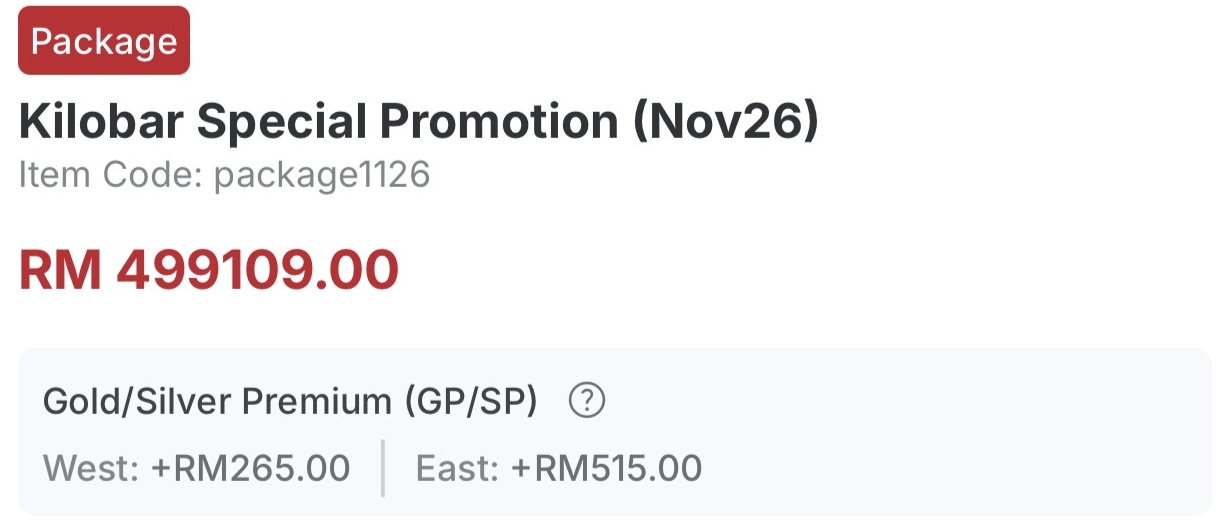 Package
Kilobar Special Promotion (Nov26)
Item Code: package1126
RM 499109.00
Gold/Silver Premium (GP/SP) ?
West: +RM265.00 East: +RM515.00